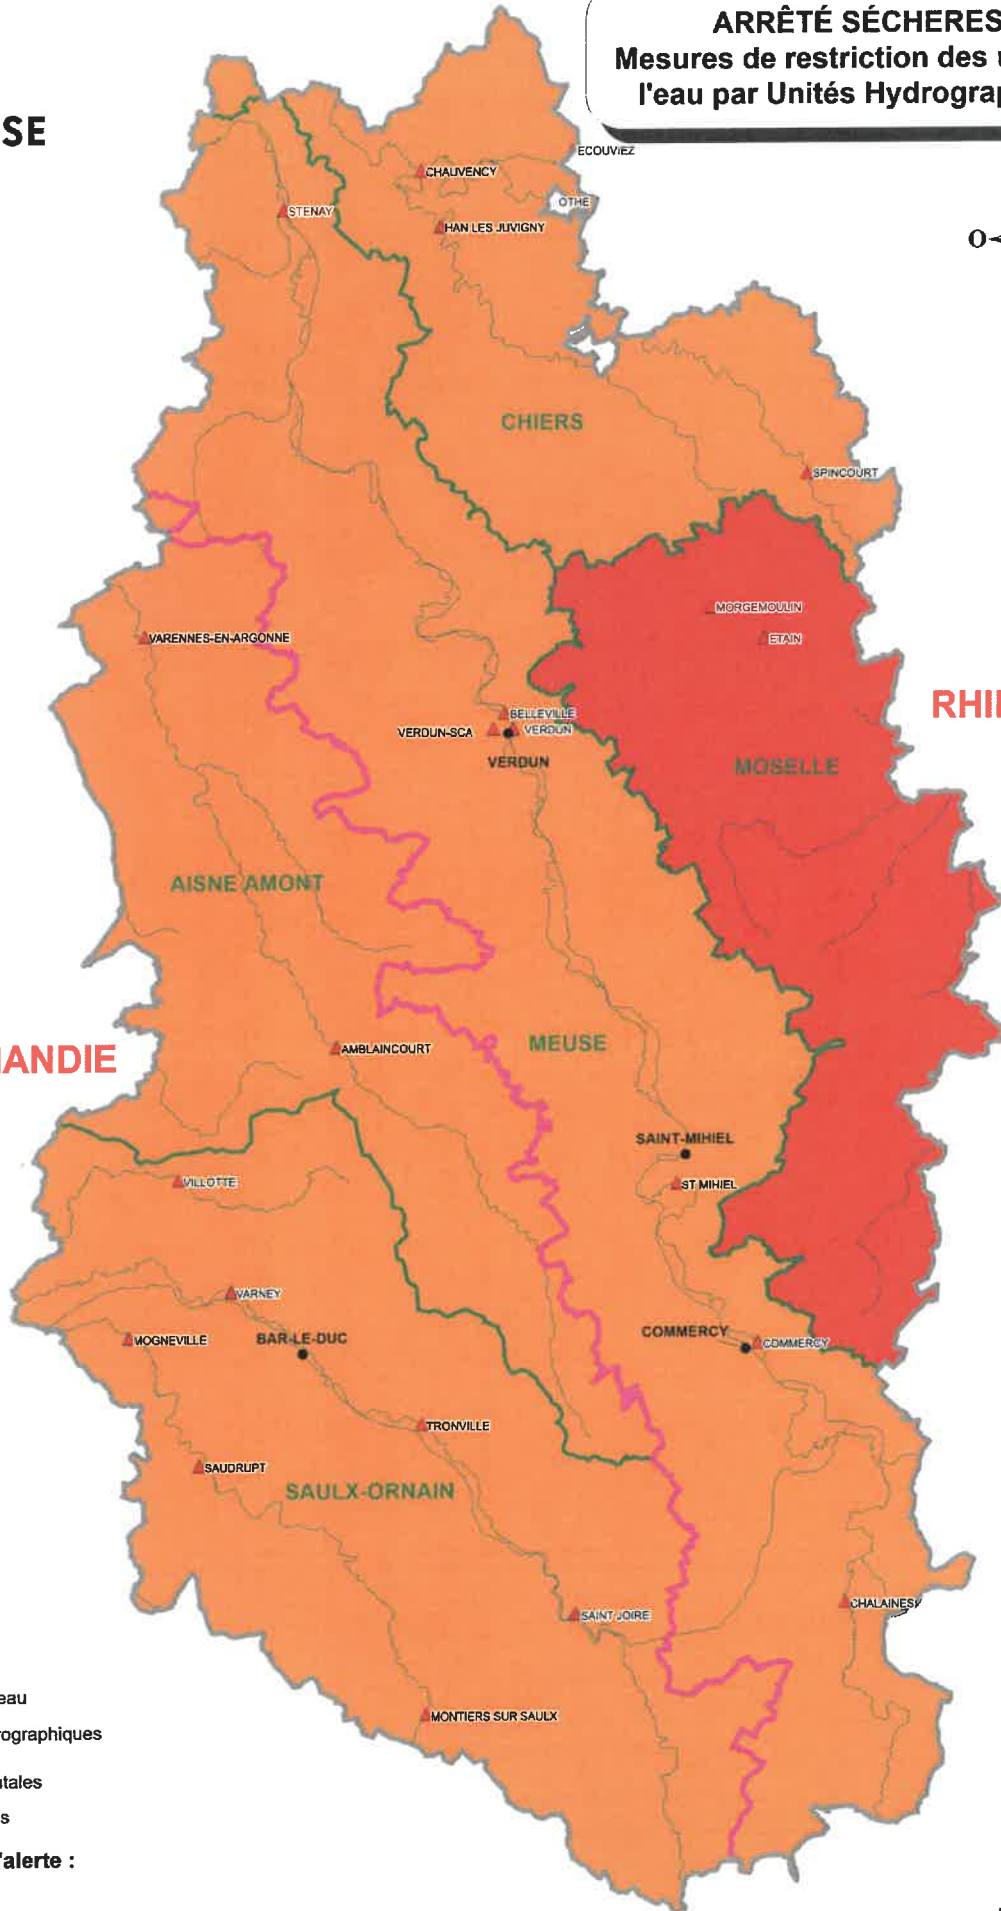 ARRÊTÉ SÉCHERES
Mesures de restriction des
l'eau par Unités Hydrograp
SE
ECOUVIEZ
CHAUVENCY
OTHE
STENAY
HAN LES JUVIGNY
O
CHIERS
SPINCOURT
MORGEMOULIN
VARENNES-EN-ARGONNE
ETAIN
RHI
BELLEVILLE
VERDUN-SCA
VERDUN
VERDUN
MOSELLE
AISNE AMONT
MEUSE
ANDIE
AMBLAINCOURT
SAINT-MIHIEL
VILLOTTE
ST MIHIEL
VARNEY
MOGNEVILLE
BAR-LE-DUC
COMMERCY
COMMERCY
TRONVILLE
SAUDRUPT
SAULX-ORNAIN
CHALAINES
SAINT JOIRE
eau
MONTIERS SUR SAULX
ographiques
tales
s
'alerte :